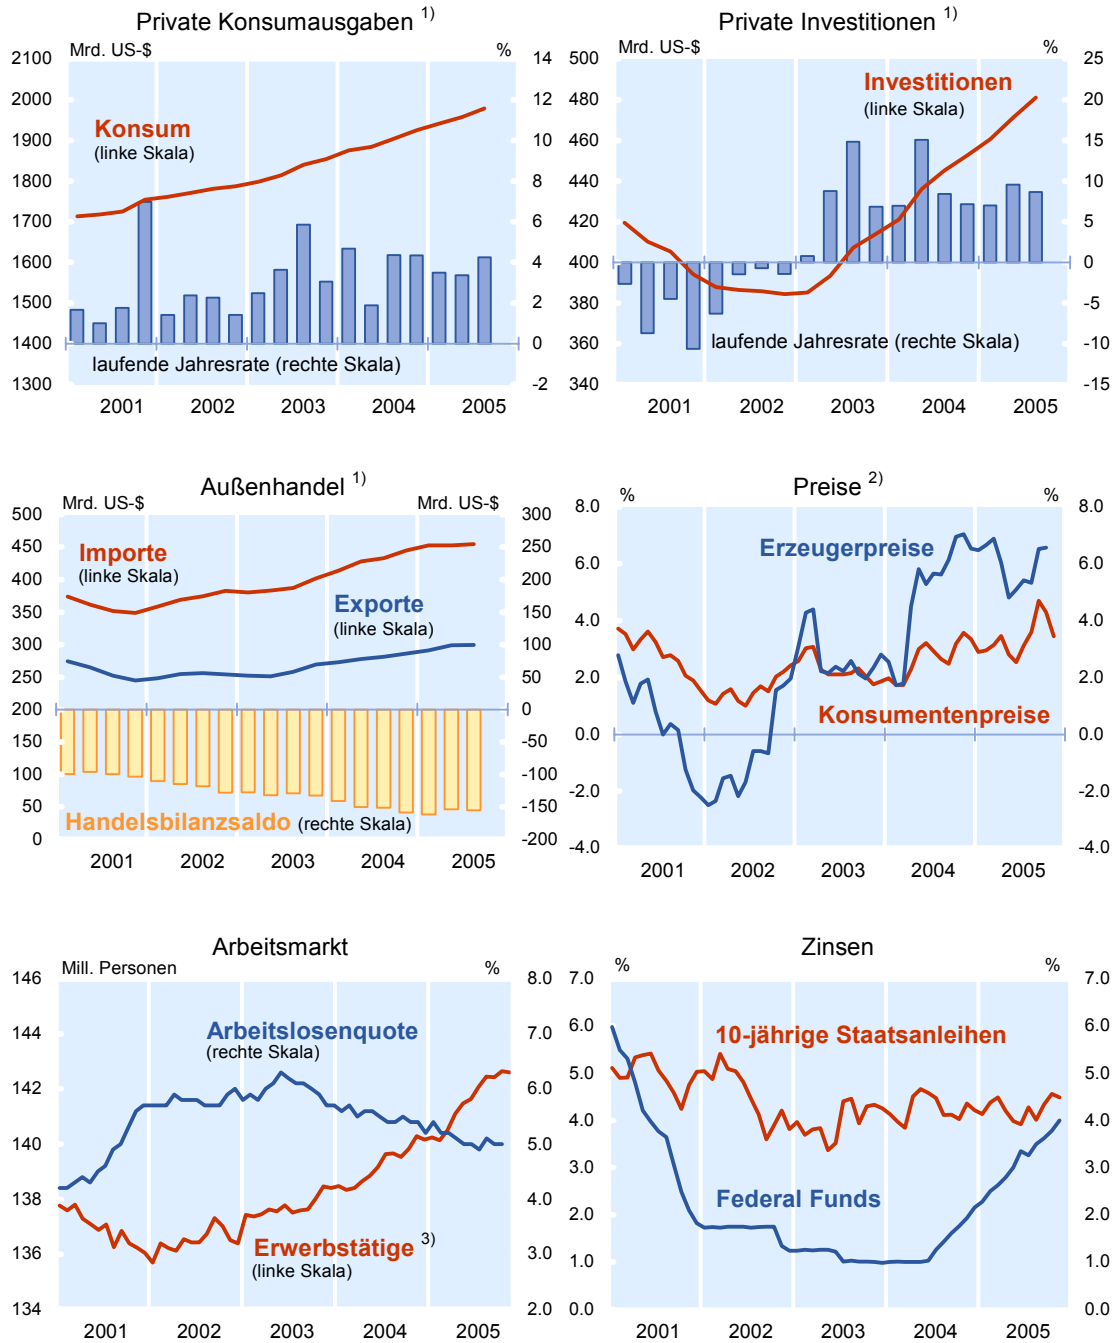 Private Konsumausgaben 1)
Mrd. US-$ %
2100 14
2000 12
1900 10
1800 8
1700 6
1600 4
1500 2
1400 0
1300 -2
Konsum
(linke Skala)
laufende Jahresrate (rechte Skala)
2001 2002 2003 2004 2005
Private Investitionen 1)
Mrd. US-$ %
500 25
480 20
460 15
440 10
420 5
400 0
380 -5
360 -10
340 -15
Investitionen
(linke Skala)
laufende Jahresrate (rechte Skala)
2001 2002 2003 2004 2005
Außenhandel 1)
Mrd. US-$ Mrd. US-$
500 300
450 250
400 200
350 150
300 100
250 50
200 0
150 -50
100 -100
50 -150
0 -200
Importe
(linke Skala)
Exporte
(linke Skala)
Handelsbilanzsaldo (rechte Skala)
2001 2002 2003 2004 2005
Preise 2)
% %
8.0 8.0
6.0 6.0
4.0 4.0
2.0 2.0
0.0 0.0
-2.0 -2.0
-4.0 -4.0
Erzeugerpreise
Konsumentenpreise
2001 2002 2003 2004 2005
Arbeitsmarkt
Mill. Personen %
146 8.0
144 7.0
142 6.0
140 5.0
138 4.0
136 3.0
134 2.0
Arbeitslosenquote
(rechte Skala)
Erwerbstätige 3)
(linke Skala)
2001 2002 2003 2004 2005
Zinsen
% %
7.0 7.0
6.0 6.0
5.0 5.0
4.0 4.0
3.0 3.0
2.0 2.0
1.0 1.0
0.0 0.0
10-jährige Staatsanleihen
Federal Funds
2001 2002 2003 2004 2005